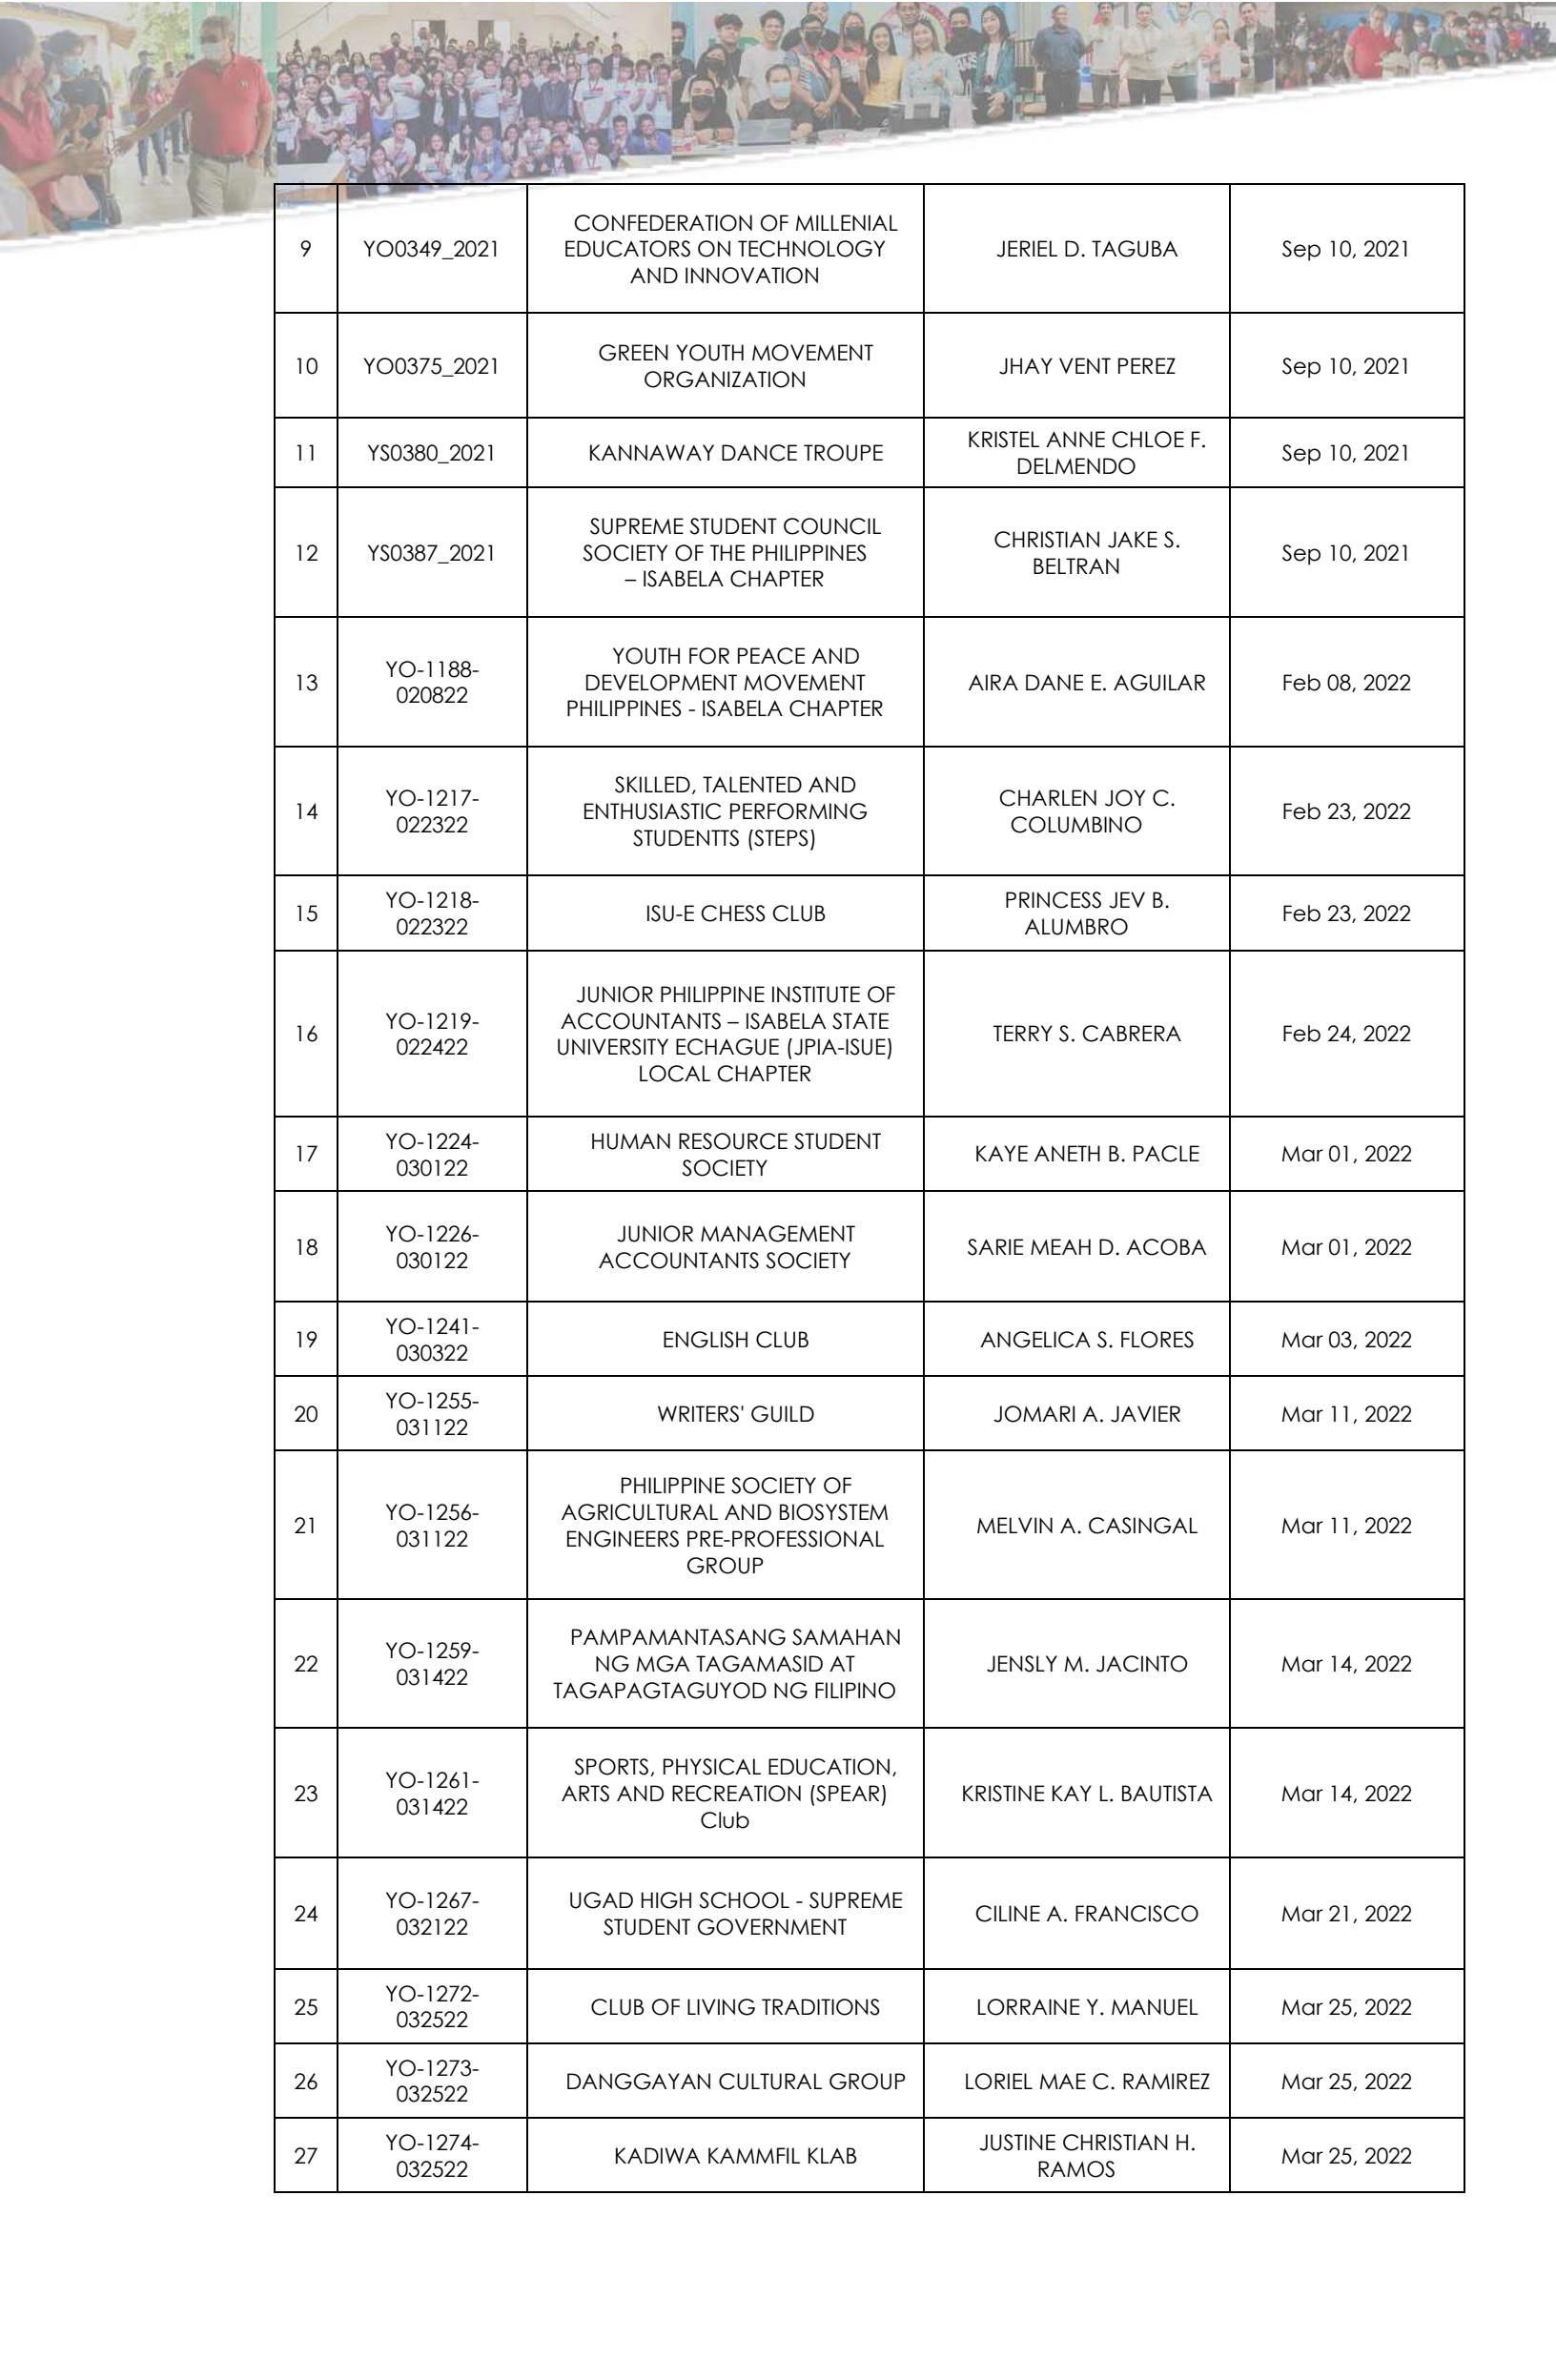 9
YO0349_2021
CONFEDERATION OF MILLENIAL
EDUCATORS ON TECHNOLOGY
AND INNOVATION
JERIEL D. TAGUBA
Sep 10, 2021
10
YO0375_2021
GREEN YOUTH MOVEMENT
ORGANIZATION
JHAY VENT PEREZ
Sep 10, 2021
11
YS0380_2021
KANNAWAY DANCE TROUPE
KRISTEL ANNE CHLOE F.
DELMENDO
Sep 10, 2021
12
YS0387_2021
SUPREME STUDENT COUNCIL
SOCIETY OF THE PHILIPPINES
– ISABELA CHAPTER
CHRISTIAN JAKE S.
BELTRAN
Sep 10, 2021
13
YO-1188-
020822
YOUTH FOR PEACE AND
DEVELOPMENT MOVEMENT
PHILIPPINES - ISABELA CHAPTER
AIRA DANE E. AGUILAR
Feb 08, 2022
14
YO-1217-
022322
SKILLED, TALENTED AND
ENTHUSIASTIC PERFORMING
STUDENTTS (STEPS)
CHARLEN JOY C.
COLUMBINO
Feb 23, 2022
15
YO-1218-
022322
ISU-E CHESS CLUB
PRINCESS JEV B.
ALUMBRO
Feb 23, 2022
16
YO-1219-
022422
JUNIOR PHILIPPINE INSTITUTE OF
ACCOUNTANTS – ISABELA STATE
UNIVERSITY ECHAGUE (JPIA-ISUE)
LOCAL CHAPTER
TERRY S. CABRERA
Feb 24, 2022
17
YO-1224-
030122
HUMAN RESOURCE STUDENT
SOCIETY
KAYE ANETH B. PACLE
Mar 01, 2022
18
YO-1226-
030122
JUNIOR MANAGEMENT
ACCOUNTANTS SOCIETY
SARIE MEAH D. ACOBA
Mar 01, 2022
19
YO-1241-
030322
ENGLISH CLUB
ANGELICA S. FLORES
Mar 03, 2022
20
YO-1255-
031122
WRITERS' GUILD
JOMARI A. JAVIER
Mar 11, 2022
21
YO-1256-
031122
PHILIPPINE SOCIETY OF
AGRICULTURAL AND BIOSYSTEM
ENGINEERS PRE-PROFESSIONAL
GROUP
MELVIN A. CASINGAL
Mar 11, 2022
22
YO-1259-
031422
PAMPAMANTASANG SAMAHAN
NG MGA TAGAMASID AT
TAGAPAGTAGUYOD NG FILIPINO
JENSLY M. JACINTO
Mar 14, 2022
23
YO-1261-
031422
SPORTS, PHYSICAL EDUCATION,
ARTS AND RECREATION (SPEAR)
Club
KRISTINE KAY L. BAUTISTA
Mar 14, 2022
24
YO-1267-
032122
UGAD HIGH SCHOOL - SUPREME
STUDENT GOVERNMENT
CILINE A. FRANCISCO
Mar 21, 2022
25
YO-1272-
032522
CLUB OF LIVING TRADITIONS
LORRAINE Y. MANUEL
Mar 25, 2022
26
YO-1273-
032522
DANGGAYAN CULTURAL GROUP
LORIEL MAE C. RAMIREZ
Mar 25, 2022
27
YO-1274-
032522
KADIWA KAMMFIL KLAB
JUSTINE CHRISTIAN H.
RAMOS
Mar 25, 2022